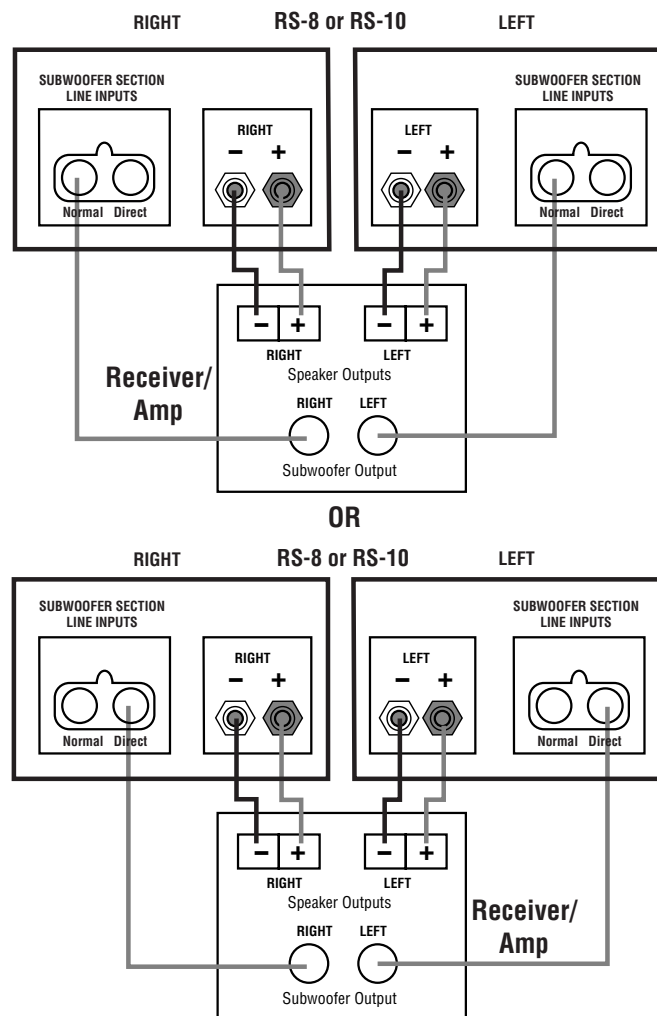 RIGHT RS-8 or RS-10 LEFT
SUBWOOFER SECTION
LINE INPUTS
Normal Direct
RIGHT
− +
LEFT
− +
SUBWOOFER SECTION
LINE INPUTS
Normal Direct
− + − +
RIGHT LEFT
Speaker Outputs
Receiver/
Amp
RIGHT LEFT
Subwoofer Output
OR
RIGHT RS-8 or RS-10 LEFT
SUBWOOFER SECTION
LINE INPUTS
Normal Direct
RIGHT
− +
LEFT
− +
SUBWOOFER SECTION
LINE INPUTS
Normal Direct
− + − +
RIGHT LEFT
Speaker Outputs
Receiver/
Amp
RIGHT LEFT
Subwoofer Output